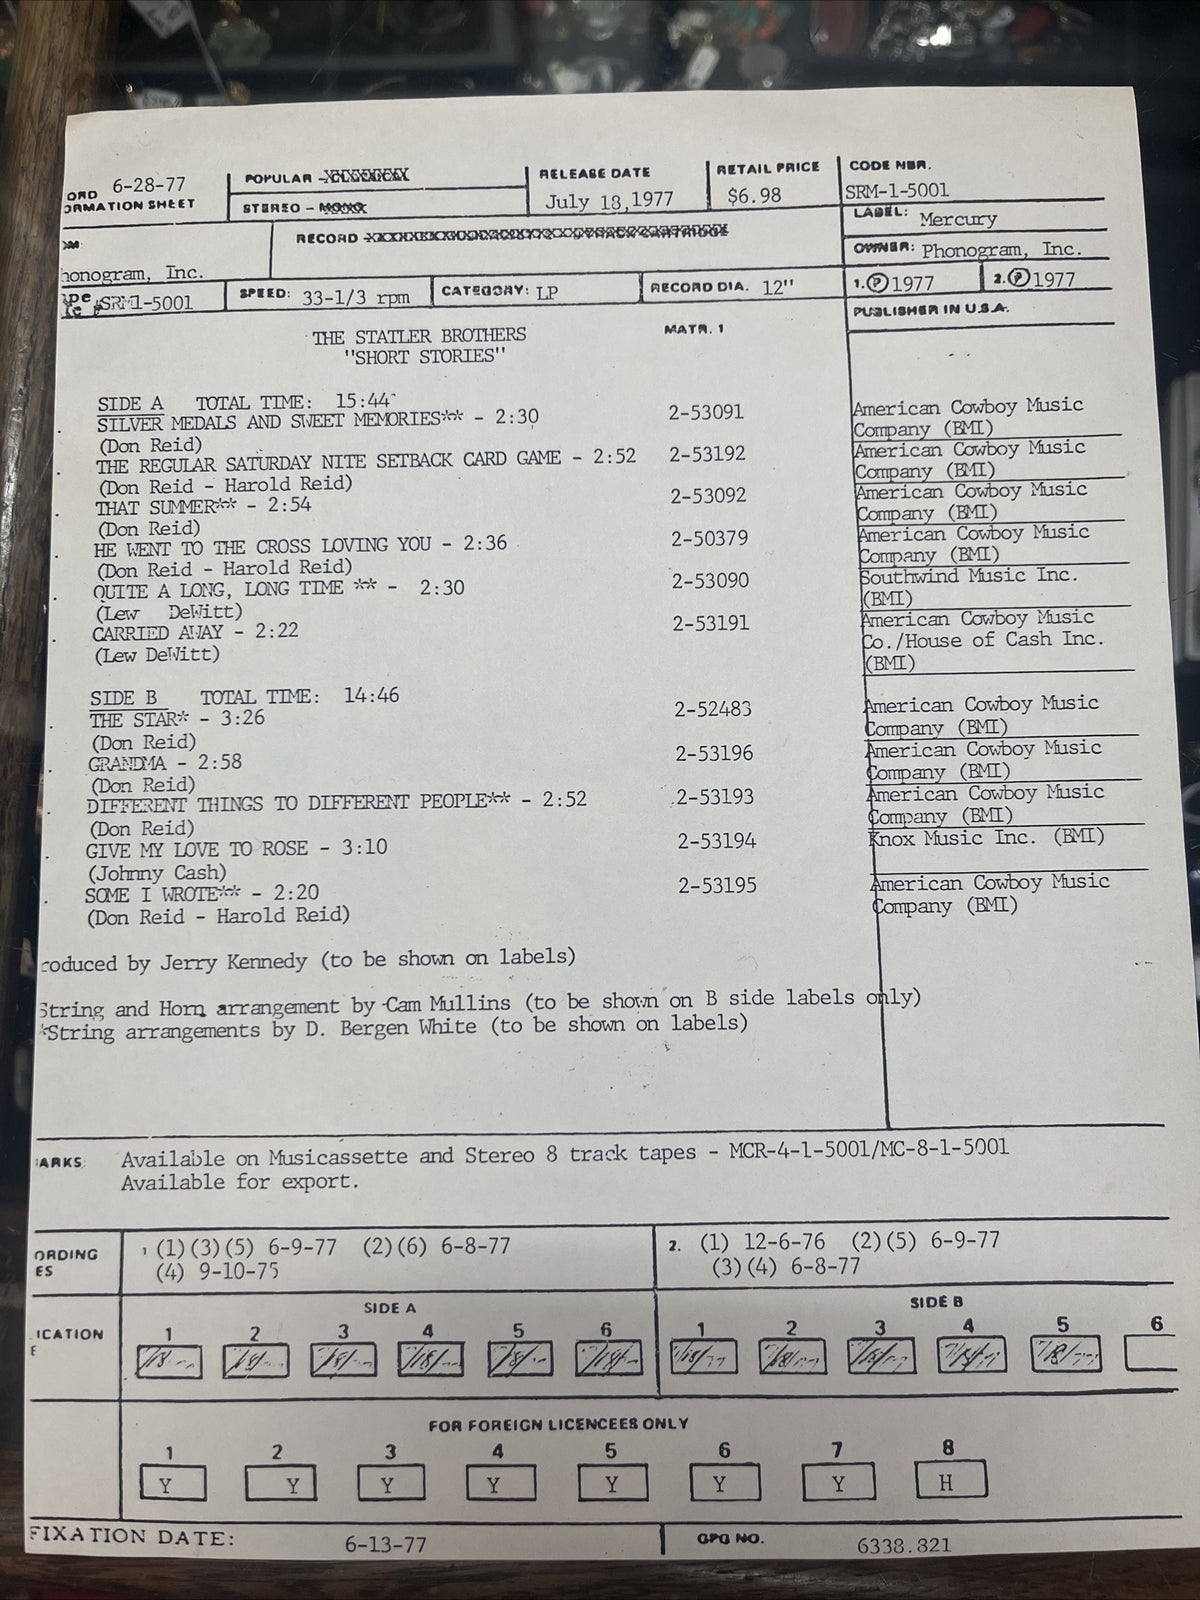 ORD 6-28-77
ORMATION SHEET
POPULAR -
STEREO - MONO
RELEASE DATE
July 18,1977
RETAIL PRICE
$6.98
CODE NBR.
SRM-1-5001
LABEL: Mercury
RECORD
OWNER: Phonogram, Inc.
honogram, Inc.
SRM1-5001
SPEED: 33-1/3 rpm
CATEGORY: LP
RECORD DIA. 12"
1. Ⓟ 1977
2. Ⓟ 1977
PUBLISHER IN U.S.A.
THE STATLER BROTHERS
"SHORT STORIES"
MATR. 1
SIDE A TOTAL TIME: 15:44
SILVER MEDALS AND SWEET MEMORIES** - 2:30 2-53091 American Cowboy Music
(Don Reid) Company (BMI)
THE REGULAR SATURDAY NITE SETBACK CARD GAME - 2:52 2-53192 American Cowboy Music
(Don Reid - Harold Reid) Company (BMI)
THAT SUMMER** - 2:54 2-53092 American Cowboy Music
(Don Reid) Company (BMI)
HE WENT TO THE CROSS LOVING YOU - 2:36 2-50379 American Cowboy Music
(Don Reid - Harold Reid) Company (BMI)
QUITE A LONG, LONG TIME ** - 2:30 2-53090 Southwind Music Inc.
(Lew DeWitt) (BMI)
CARRIED AWAY - 2:22 2-53191 American Cowboy Music
(Lew DeWitt) Co./House of Cash Inc.
(BMI)
SIDE B TOTAL TIME: 14:46
THE STAR* - 3:26 2-52483 American Cowboy Music
(Don Reid) Company (BMI)
GRANDMA - 2:58 2-53196 American Cowboy Music
(Don Reid) Company (BMI)
DIFFERENT THINGS TO DIFFERENT PEOPLE** - 2:52 2-53193 American Cowboy Music
(Don Reid) Company (BMI)
GIVE MY LOVE TO ROSE - 3:10 2-53194 Knox Music Inc. (BMI)
(Johnny Cash)
SOME I WROTE** - 2:20 2-53195 American Cowboy Music
(Don Reid - Harold Reid) Company (BMI)
roduced by Jerry Kennedy (to be shown on labels)
String and Horn arrangement by Cam Mullins (to be shown on B side labels only)
*String arrangements by D. Bergen White (to be shown on labels)
ARKS: Available on Musicassette and Stereo 8 track tapes - MCR-4-1-5001/MC-8-1-5001
Available for export.
ORDING
ES
1 (1)(3)(5) 6-9-77 (2)(6) 6-8-77
(4) 9-10-75
2. (1) 12-6-76 (2)(5) 6-9-77
(3)(4) 6-8-77
SIDE A SIDE B
ICATION
E
1 2 3 4 5 6 1 2 3 4 5 6
FOR FOREIGN LICENCEES ONLY
1 2 3 4 5 6 7 8
Y Y Y Y Y Y Y H
FIXATION DATE: 6-13-77
GPG NO. 6338.821